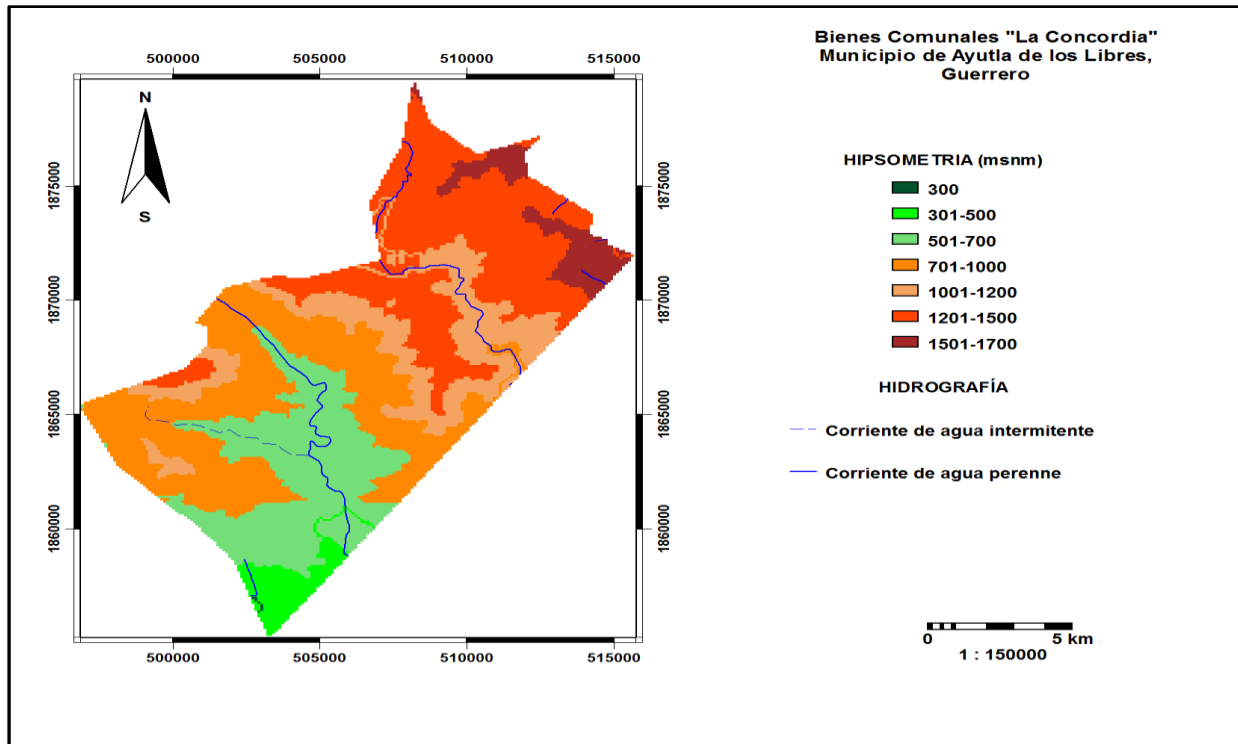 Bienes Comunales "La Concordia"
Municipio de Ayutla de los Libres,
Guerrero
500000 505000 510000 515000
N
S
1875000
1870000
1865000
1860000
1875000
1870000
1865000
1860000
500000 505000 510000 515000
HIPSOMETRIA (msnm)
300
301-500
501-700
701-1000
1001-1200
1201-1500
1501-1700
HIDROGRAFÍA
Corriente de agua intermitente
Corriente de agua perenne
0 5 km
1 : 150000